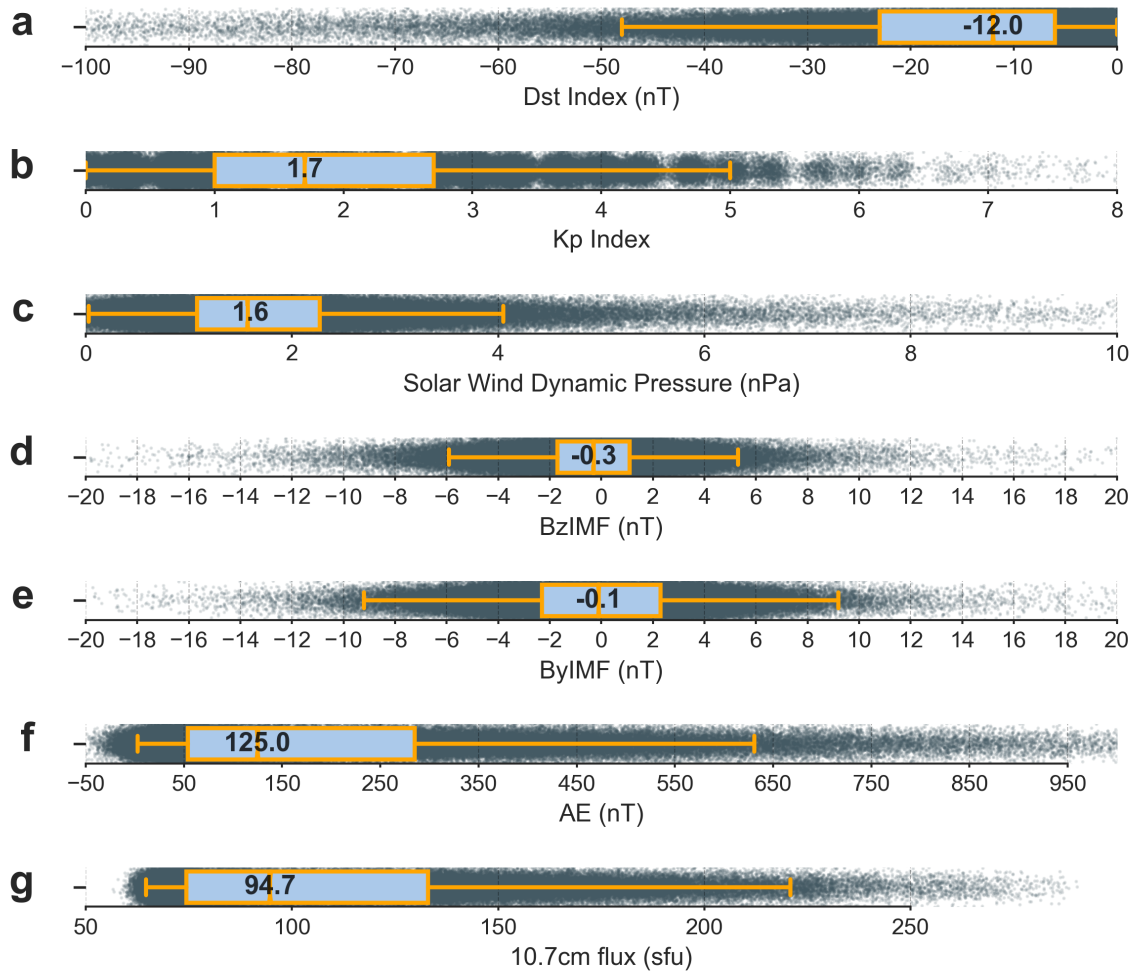 a
-12.0
−100 −90 −80 −70 −60 −50 −40 −30 −20 −10 0
Dst Index (nT)
b
1.7
0 1 2 3 4 5 6 7 8
Kp Index
c
1.6
0 2 4 6 8 10
Solar Wind Dynamic Pressure (nPa)
d
-0.3
−20 −18 −16 −14 −12 −10 −8 −6 −4 −2 0 2 4 6 8 10 12 14 16 18 20
BzIMF (nT)
e
-0.1
−20 −18 −16 −14 −12 −10 −8 −6 −4 −2 0 2 4 6 8 10 12 14 16 18 20
ByIMF (nT)
f
125.0
−50 50 150 250 350 450 550 650 750 850 950
AE (nT)
g
94.7
50 100 150 200 250
10.7cm flux (sfu)